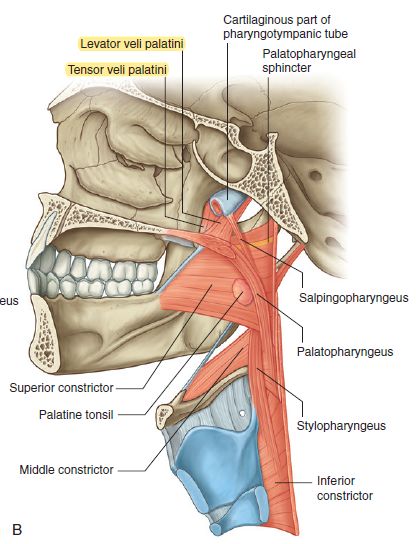 Cartilaginous part of
pharyngotympanic tube
Levator veli palatini
Palatopharyngeal
sphincter
Tensor veli palatini
eus
Salpingopharyngeus
Palatopharyngeus
Superior constrictor
Palatine tonsil
Stylopharyngeus
Middle constrictor
Inferior
constrictor
B